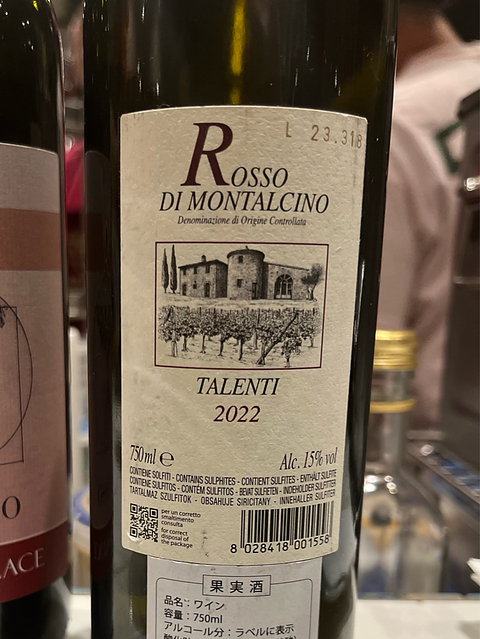 L 23.318
ROSSO
DI MONTALCINO
Denominazione di Origine Controllata
TALENTI
2022
750ml e Alc. 15% vol
CONTIENE SOLFITI - CONTAINS SULPHITES - CONTIENT SULFITES - ENTHÄLT SULFITE
CONTIENE SULFITOS - CONTÉM SULFITOS - BEVAT SULFIETEN - INDEHOLDER SULFITTER
TARTALMAZ SZULFITOK - OBSAHUJE SIRICITANY - INNEHALLER SULFITTER
per un corretto
smaltimento
consulta
for correct
disposal of
the package
8 028418 001558
果実酒
品名:ワイン
容量:750ml
アルコール分:ラベルに表示
O
ACE